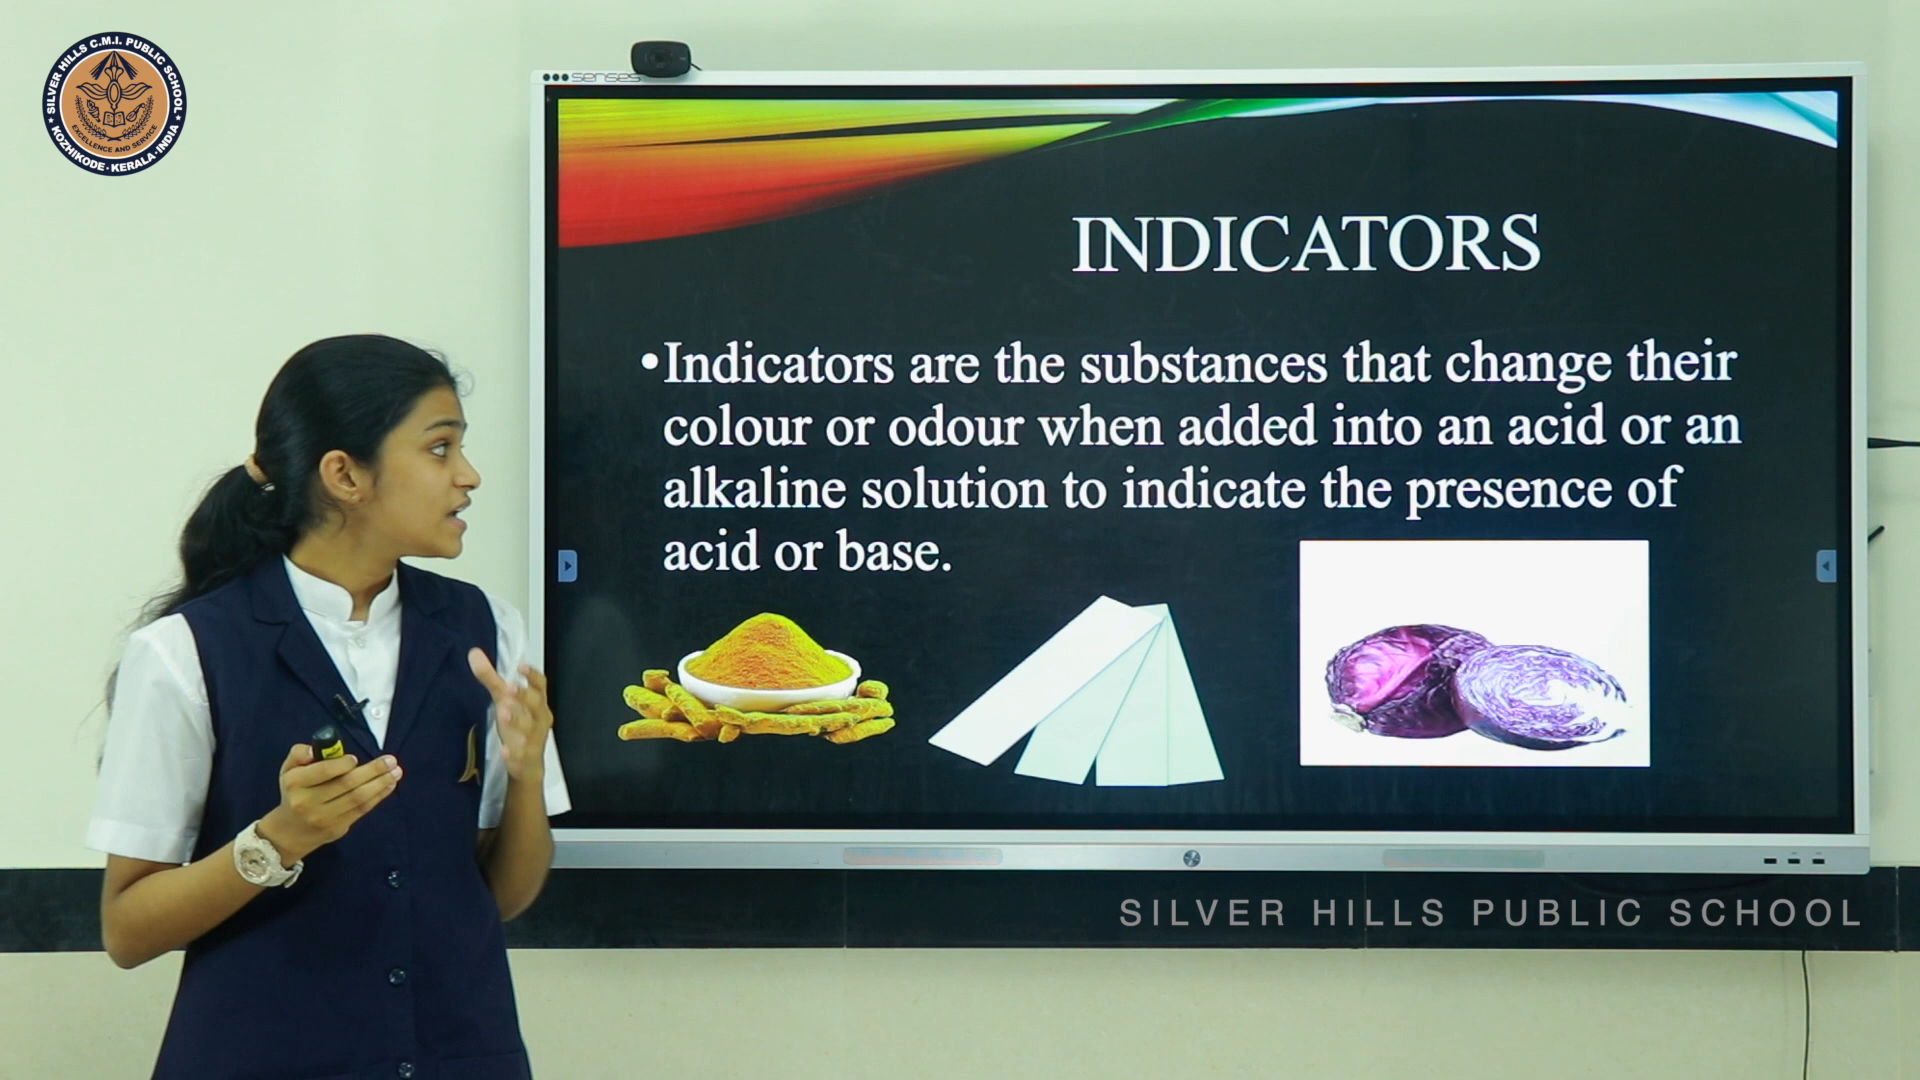 SILVER HILLS C.M.I. PUBLIC SCHOOL
EXCELLENCE AND SERVICE
KOZHIKODE · KERALA · INDIA
senses
INDICATORS
•Indicators are the substances that change their
colour or odour when added into an acid or an
alkaline solution to indicate the presence of
acid or base.
SILVER HILLS PUBLIC SCHOOL